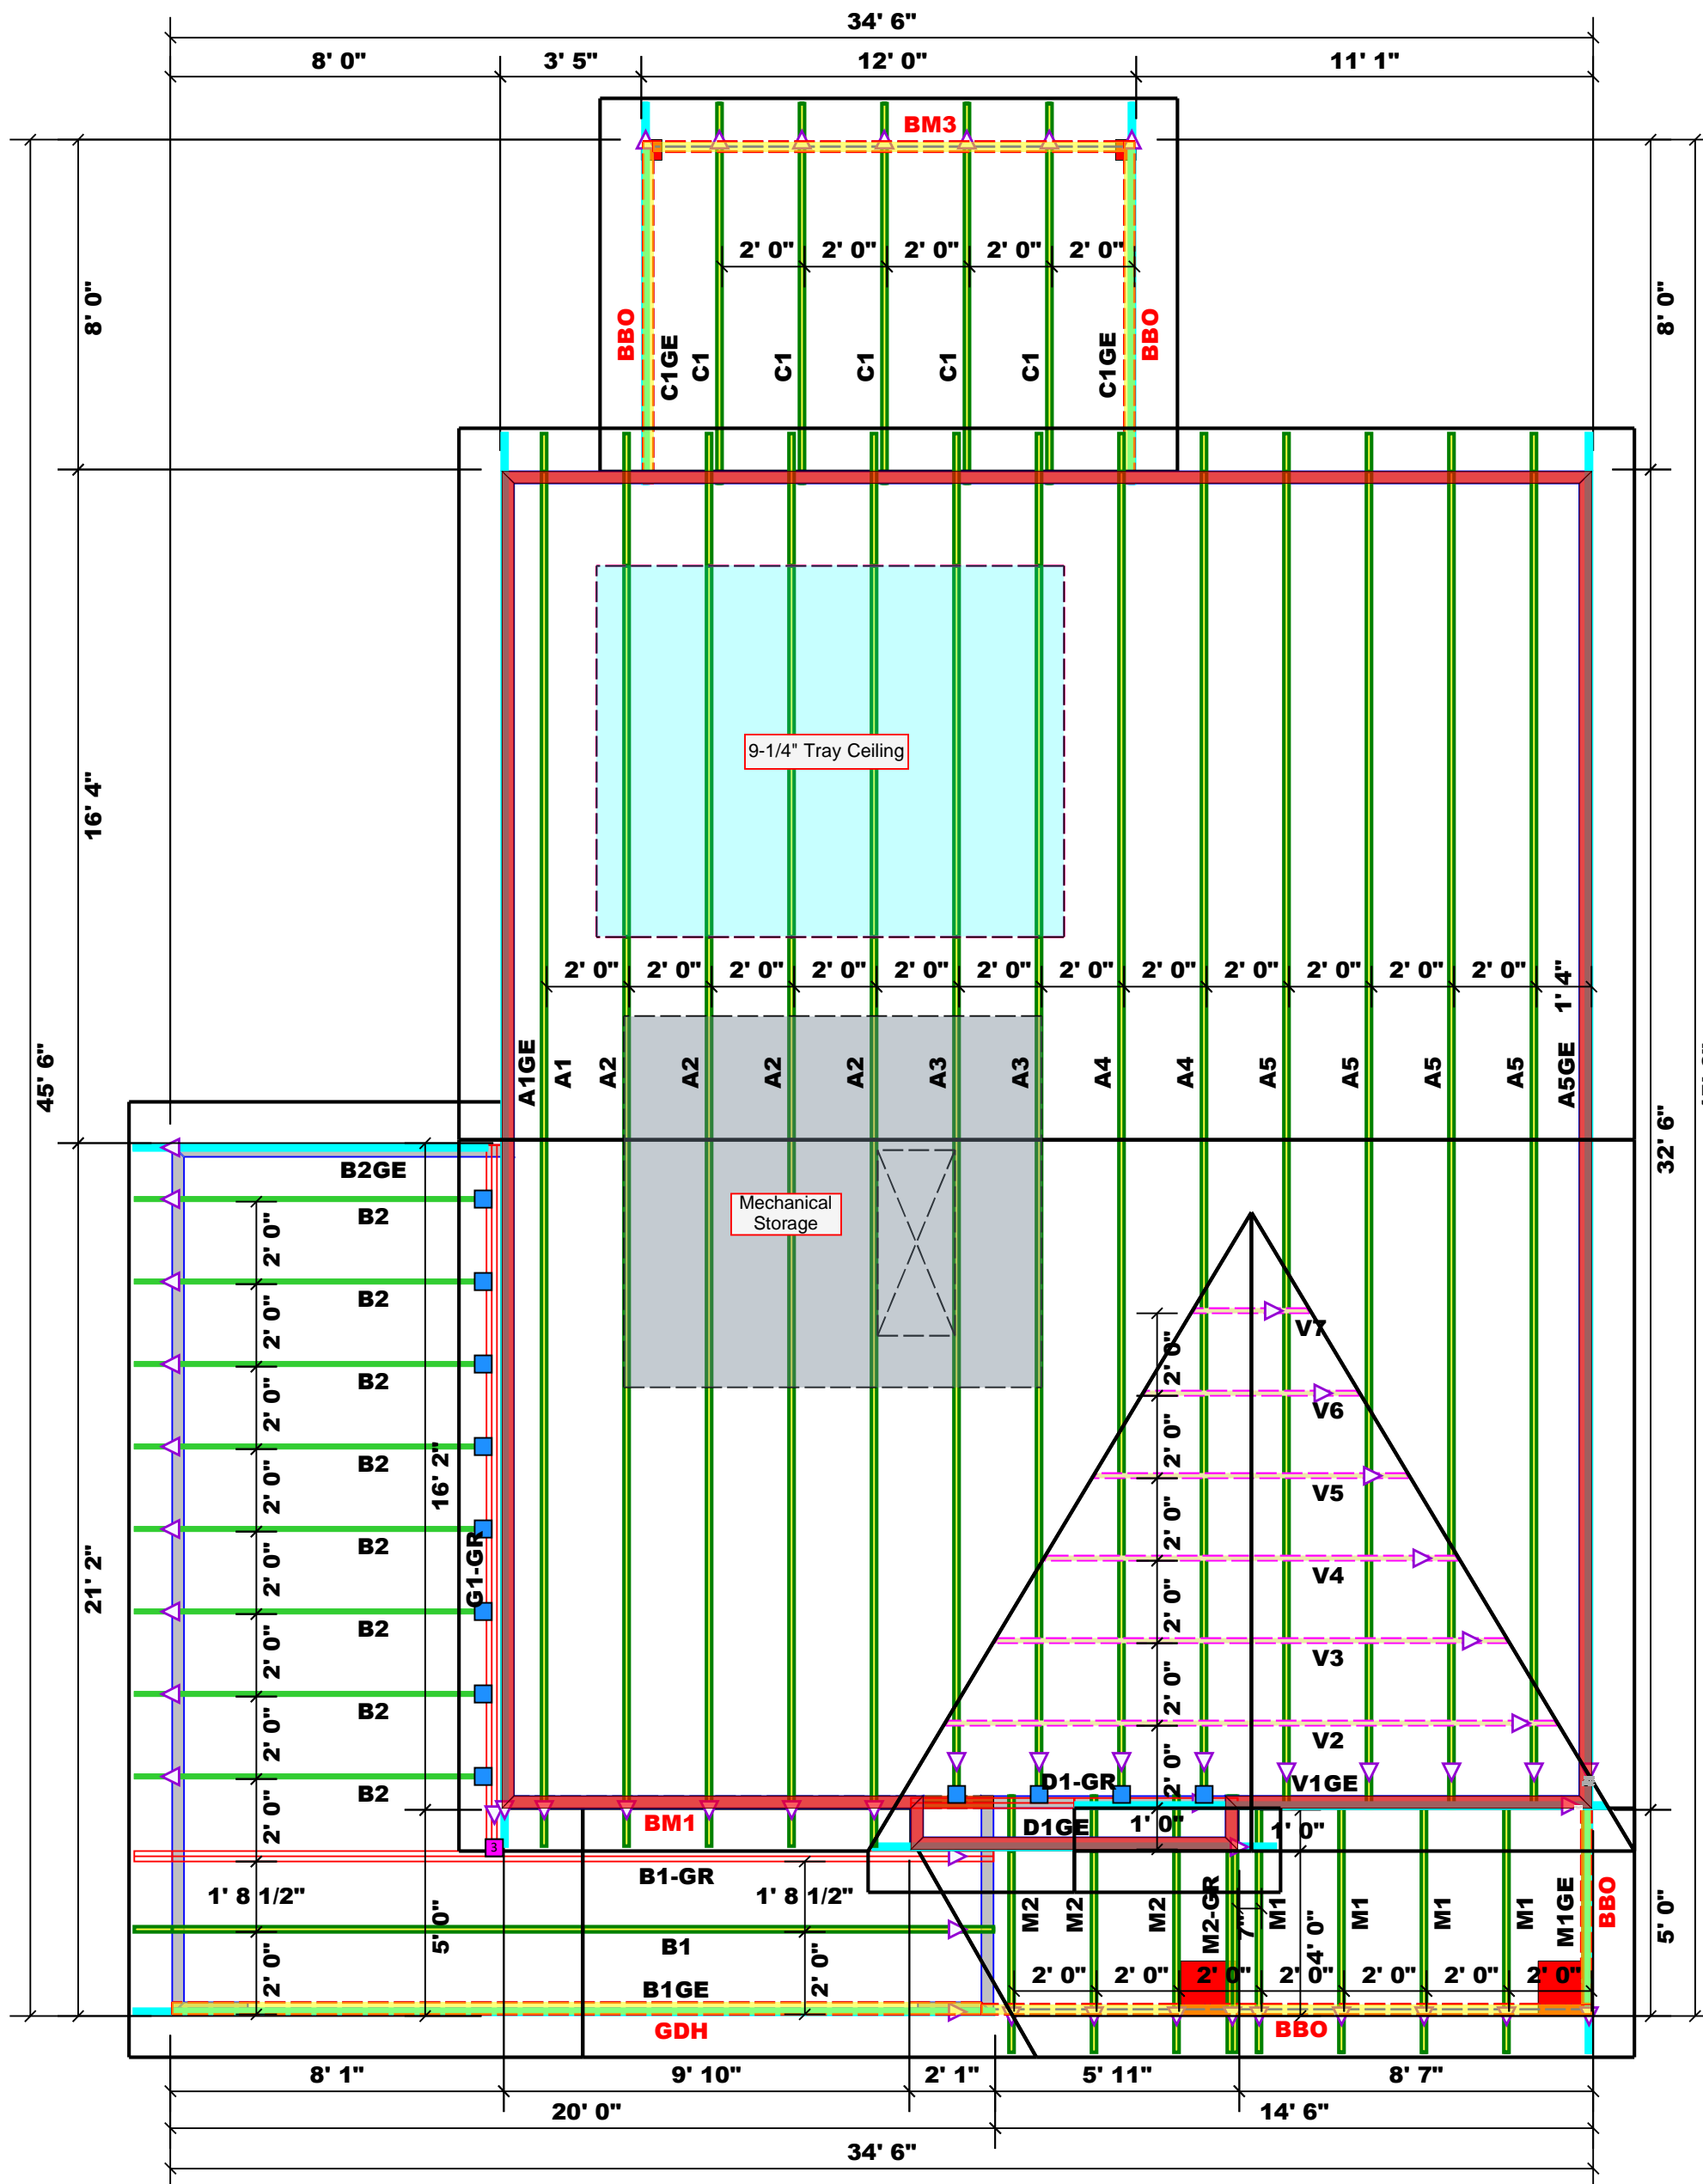 34' 6"
8' 0" 3' 5" 12' 0" 11' 1"
BM3
2' 0" 2' 0" 2' 0" 2' 0" 2' 0"
8' 0" 8' 0"
BBO C1GE C1 C1 C1 C1 C1 C1GE BBO
9-1/4" Tray Ceiling
16' 4"
2' 0" 2' 0" 2' 0" 2' 0" 2' 0" 2' 0" 2' 0" 2' 0" 2' 0" 2' 0" 2' 0" 2' 0" 1' 4"
45' 6"
A1GE A1 A2 A2 A2 A2 A3 A3 A4 A4 A5 A5 A5 A5 A5GE
32' 6"
B2GE
Mechanical
Storage
B2
2' 0"
B2
2' 0"
V7
2' 0"
B2
2' 0"
V6
2' 0"
B2
2' 0"
16' 2"
V5
2' 0"
B2
2' 0"
G1-GR
V4
2' 0"
21' 2"
B2
2' 0"
V3
2' 0"
B2
2' 0"
V2
2' 0"
B2
2' 0"
D1-GR
V1GE
BM1
D1GE
1' 0"
1' 0"
3
B1-GR
1' 8 1/2" 1' 8 1/2"
5' 0"
M2 M2 M2 M2-GR 7" M1 M1 M1 M1 M1GE BBO
4' 0"
5' 0"
B1
2' 0" 2' 0"
B1GE
2' 0" 2' 0" 2' 0" 2' 0" 2' 0" 2' 0" 2' 0"
GDH
BBO
8' 1" 9' 10" 2' 1" 5' 11" 8' 7"
20' 0" 14' 6"
34' 6"